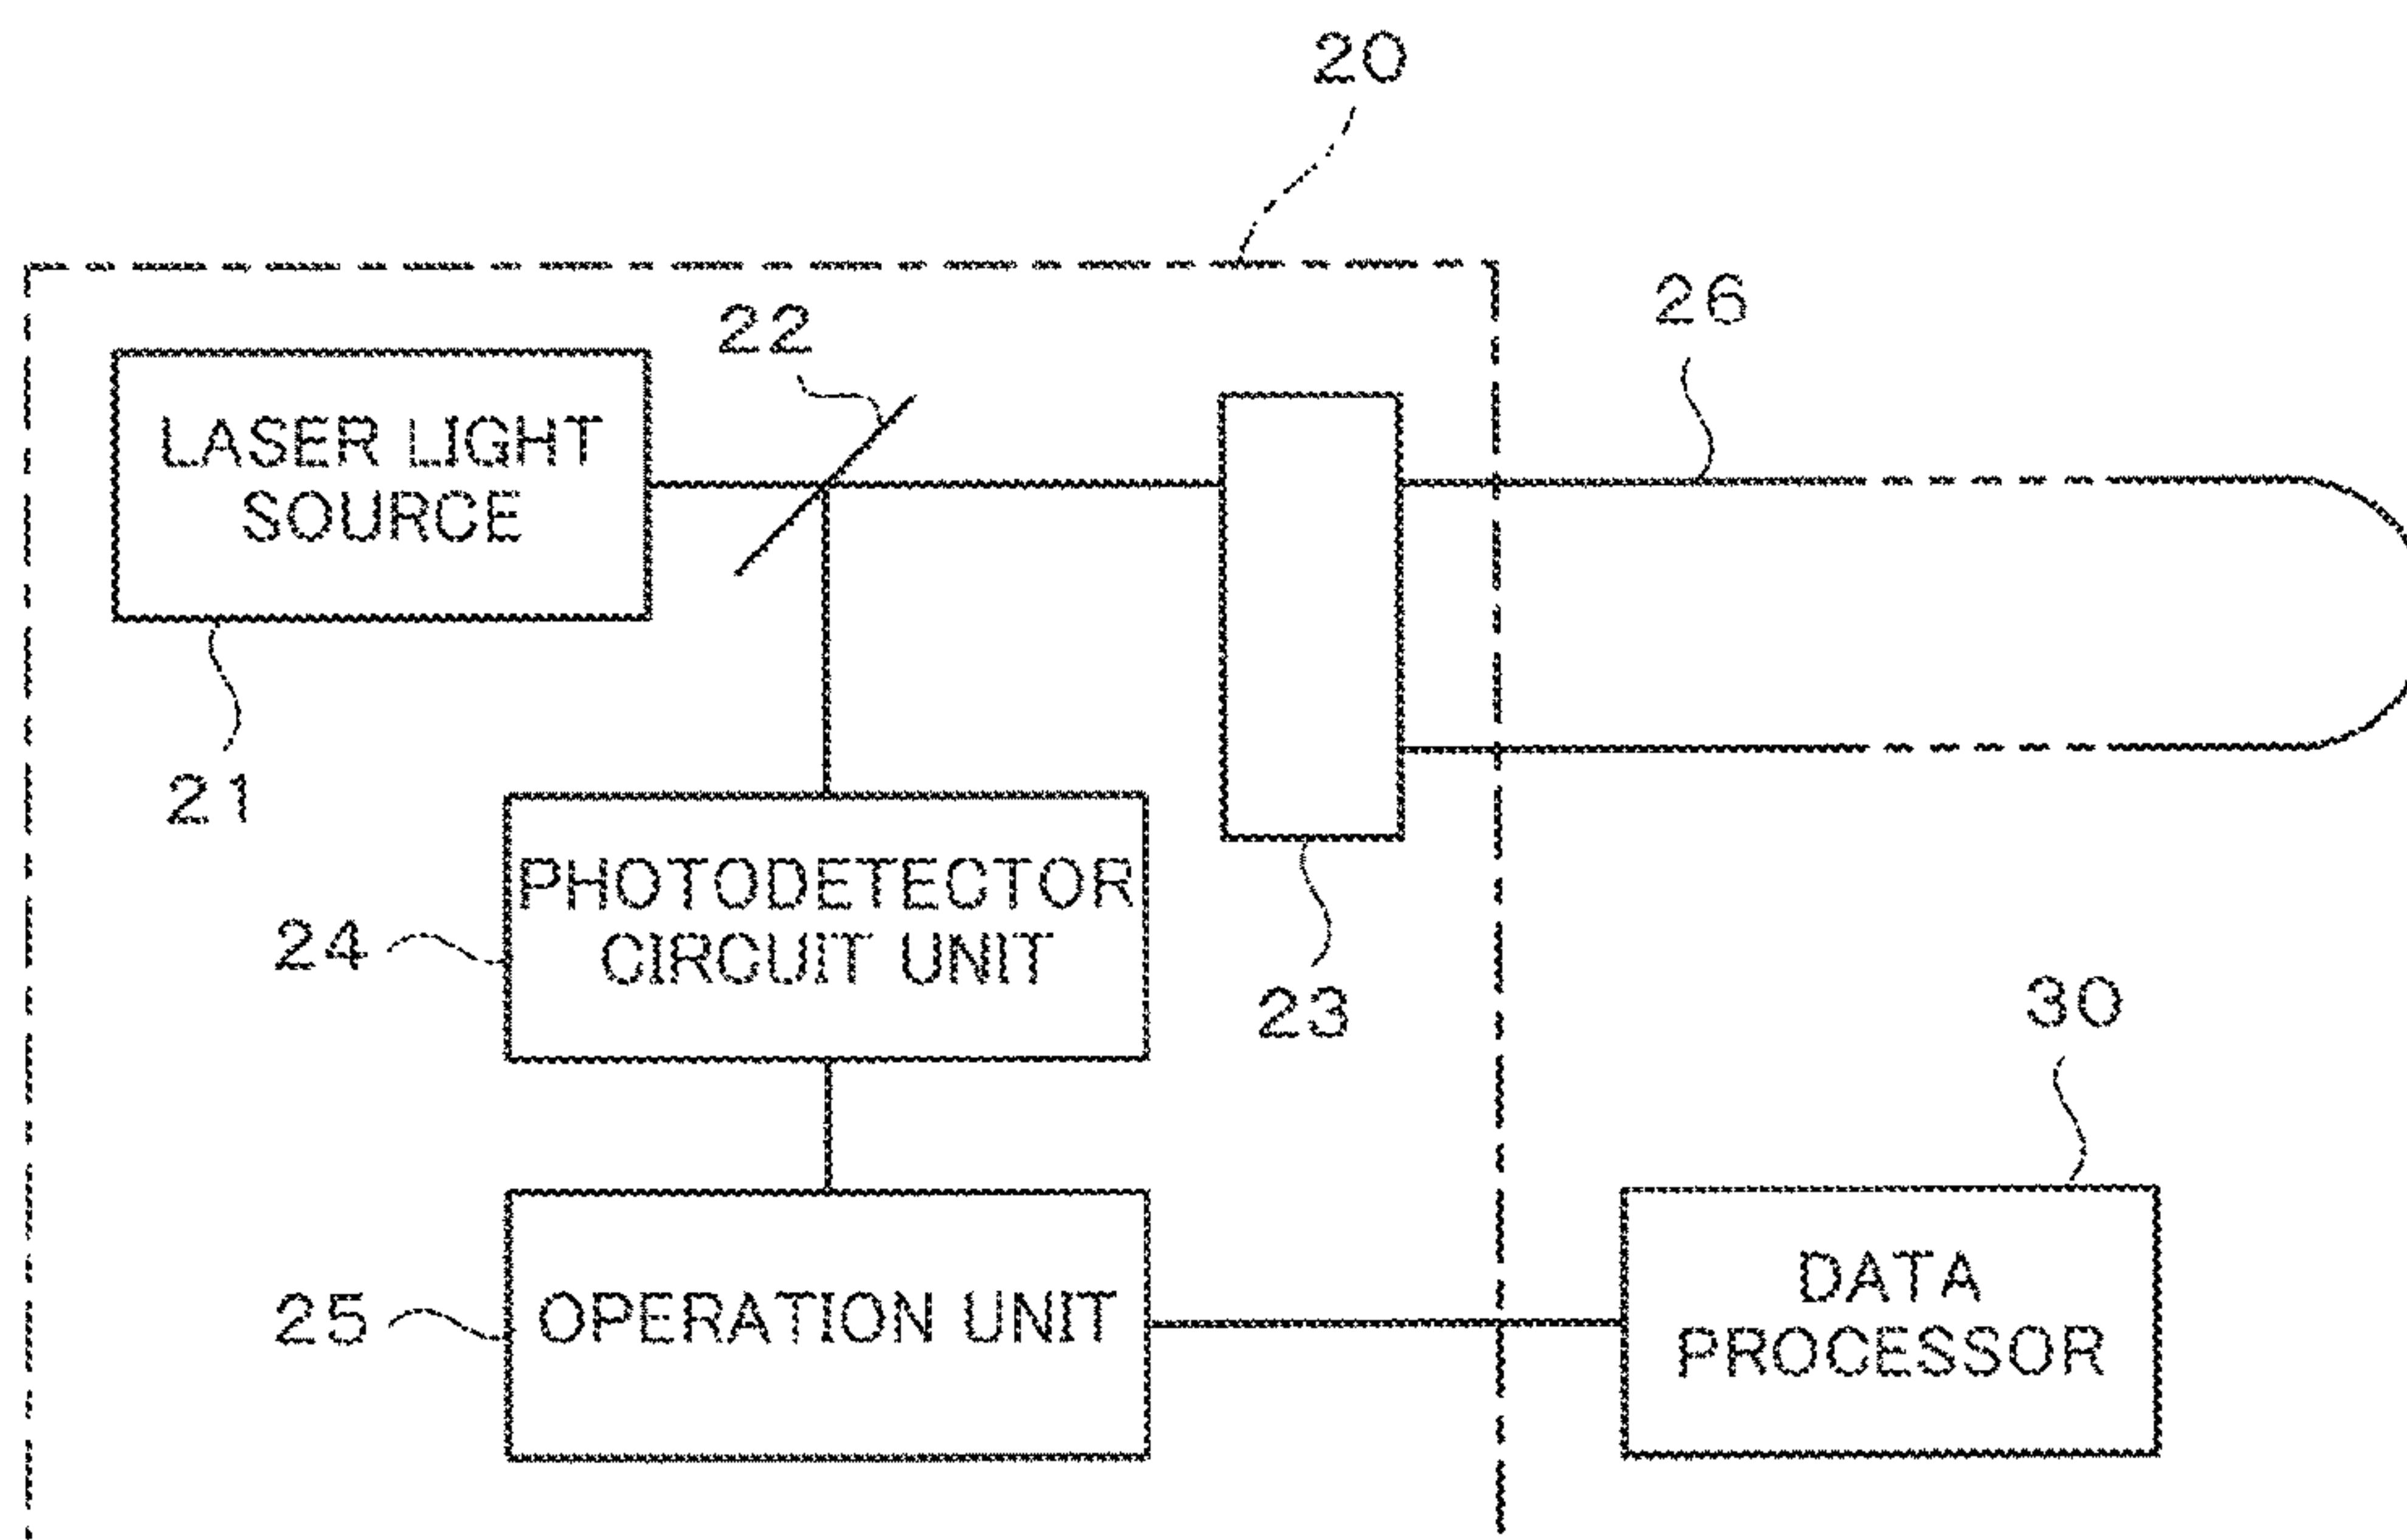 20
26
22
LASER LIGHT
SOURCE
21
PHOTODETECTOR
CIRCUIT UNIT
24
23
30
25
OPERATION UNIT
DATA
PROCESSOR